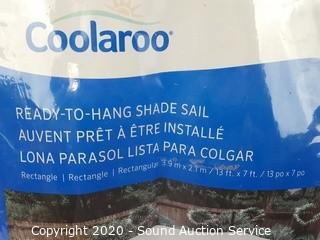 Coolaroo®
READY-TO-HANG SHADE SAIL
AUVENT PRÊT À ÊTRE INSTALLÉ
LONA PARASOL LISTA PARA COLGAR
Rectangle | Rectangle | Rectangular 3.9 m x 2.1 m / 13 ft. x 7 ft. / 13 po x 7 po
Copyright 2020 - Sound Auction Service